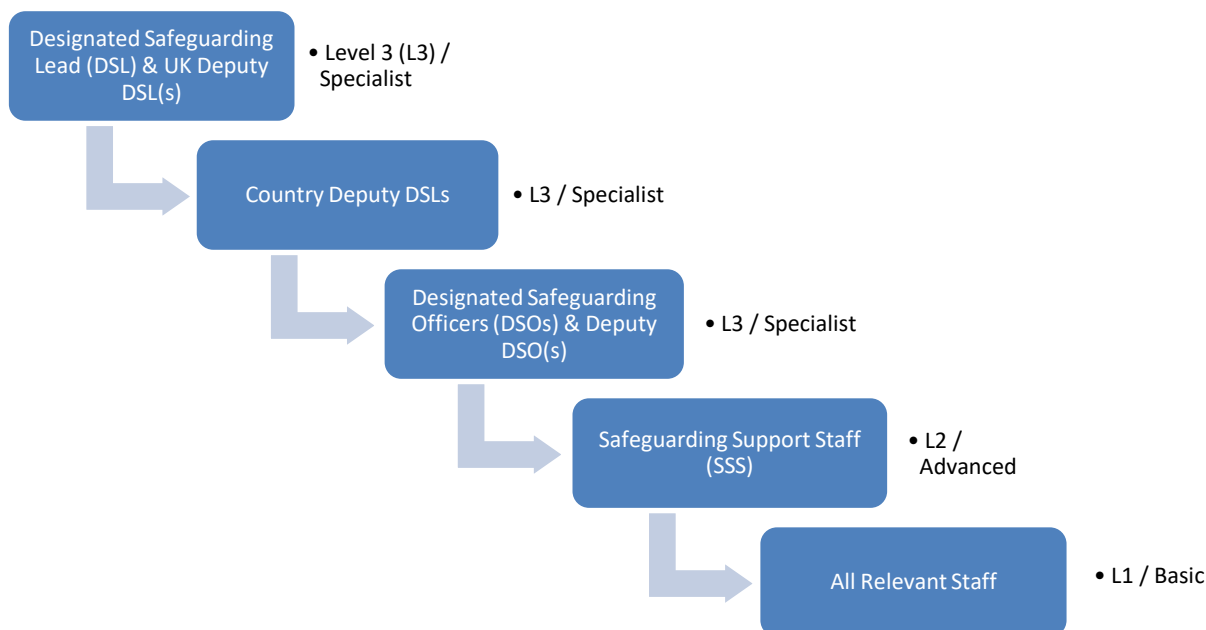 Designated Safeguarding
Lead (DSL) & UK Deputy
DSL(s)
• Level 3 (L3) /
Specialist
Country Deputy DSLs
• L3 / Specialist
Designated Safeguarding
Officers (DSOs) & Deputy
DSO(s)
• L3 / Specialist
Safeguarding Support Staff
(SSS)
• L2 /
Advanced
All Relevant Staff
• L1 / Basic